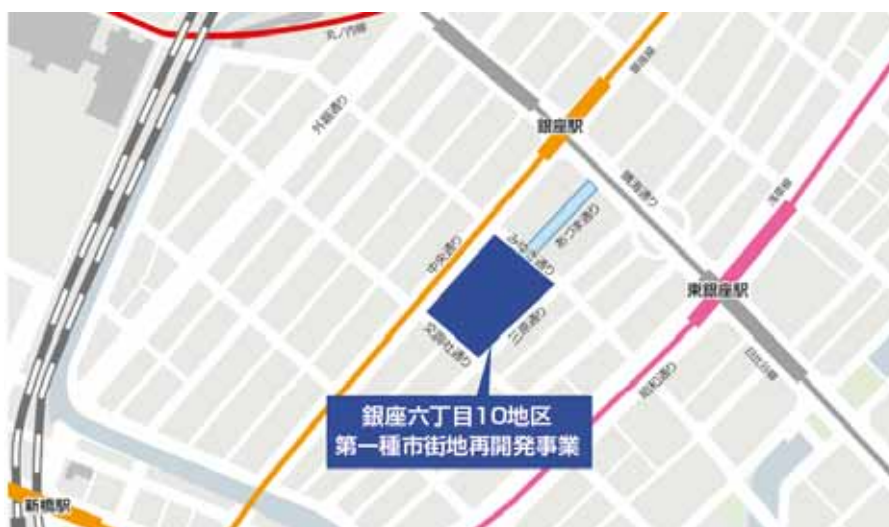 丸ノ内線
外堀通り
銀座線
銀座駅
晴海通り
浅草線
あづま通り
みゆき通り
中央通り
東銀座駅
三原通り
交詢社通り
日比谷線
昭和通り
銀座六丁目10地区
第一種市街地再開発事業
新橋駅